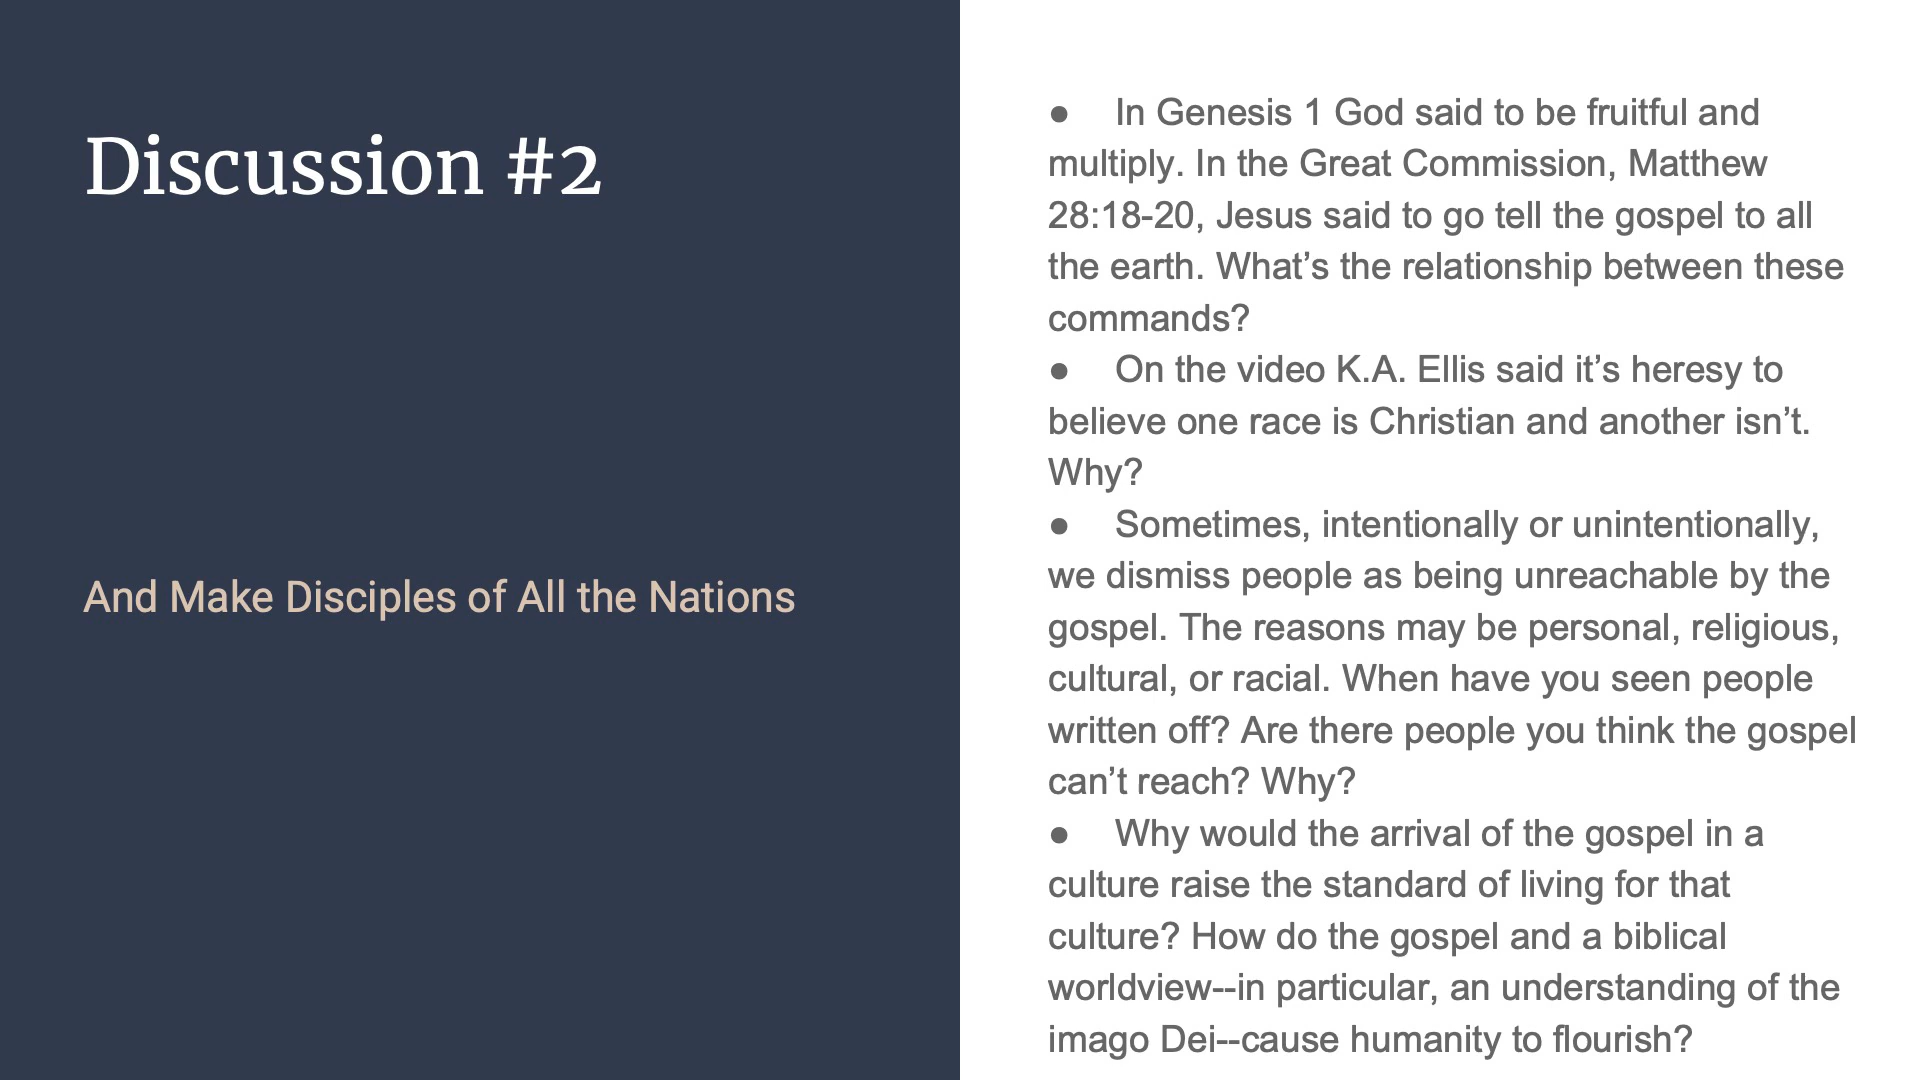 Discussion #2
And Make Disciples of All the Nations
● In Genesis 1 God said to be fruitful and
multiply. In the Great Commission, Matthew
28:18-20, Jesus said to go tell the gospel to all
the earth. What’s the relationship between these
commands?
● On the video K.A. Ellis said it’s heresy to
believe one race is Christian and another isn’t.
Why?
● Sometimes, intentionally or unintentionally,
we dismiss people as being unreachable by the
gospel. The reasons may be personal, religious,
cultural, or racial. When have you seen people
written off? Are there people you think the gospel
can’t reach? Why?
● Why would the arrival of the gospel in a
culture raise the standard of living for that
culture? How do the gospel and a biblical
worldview--in particular, an understanding of the
imago Dei--cause humanity to flourish?